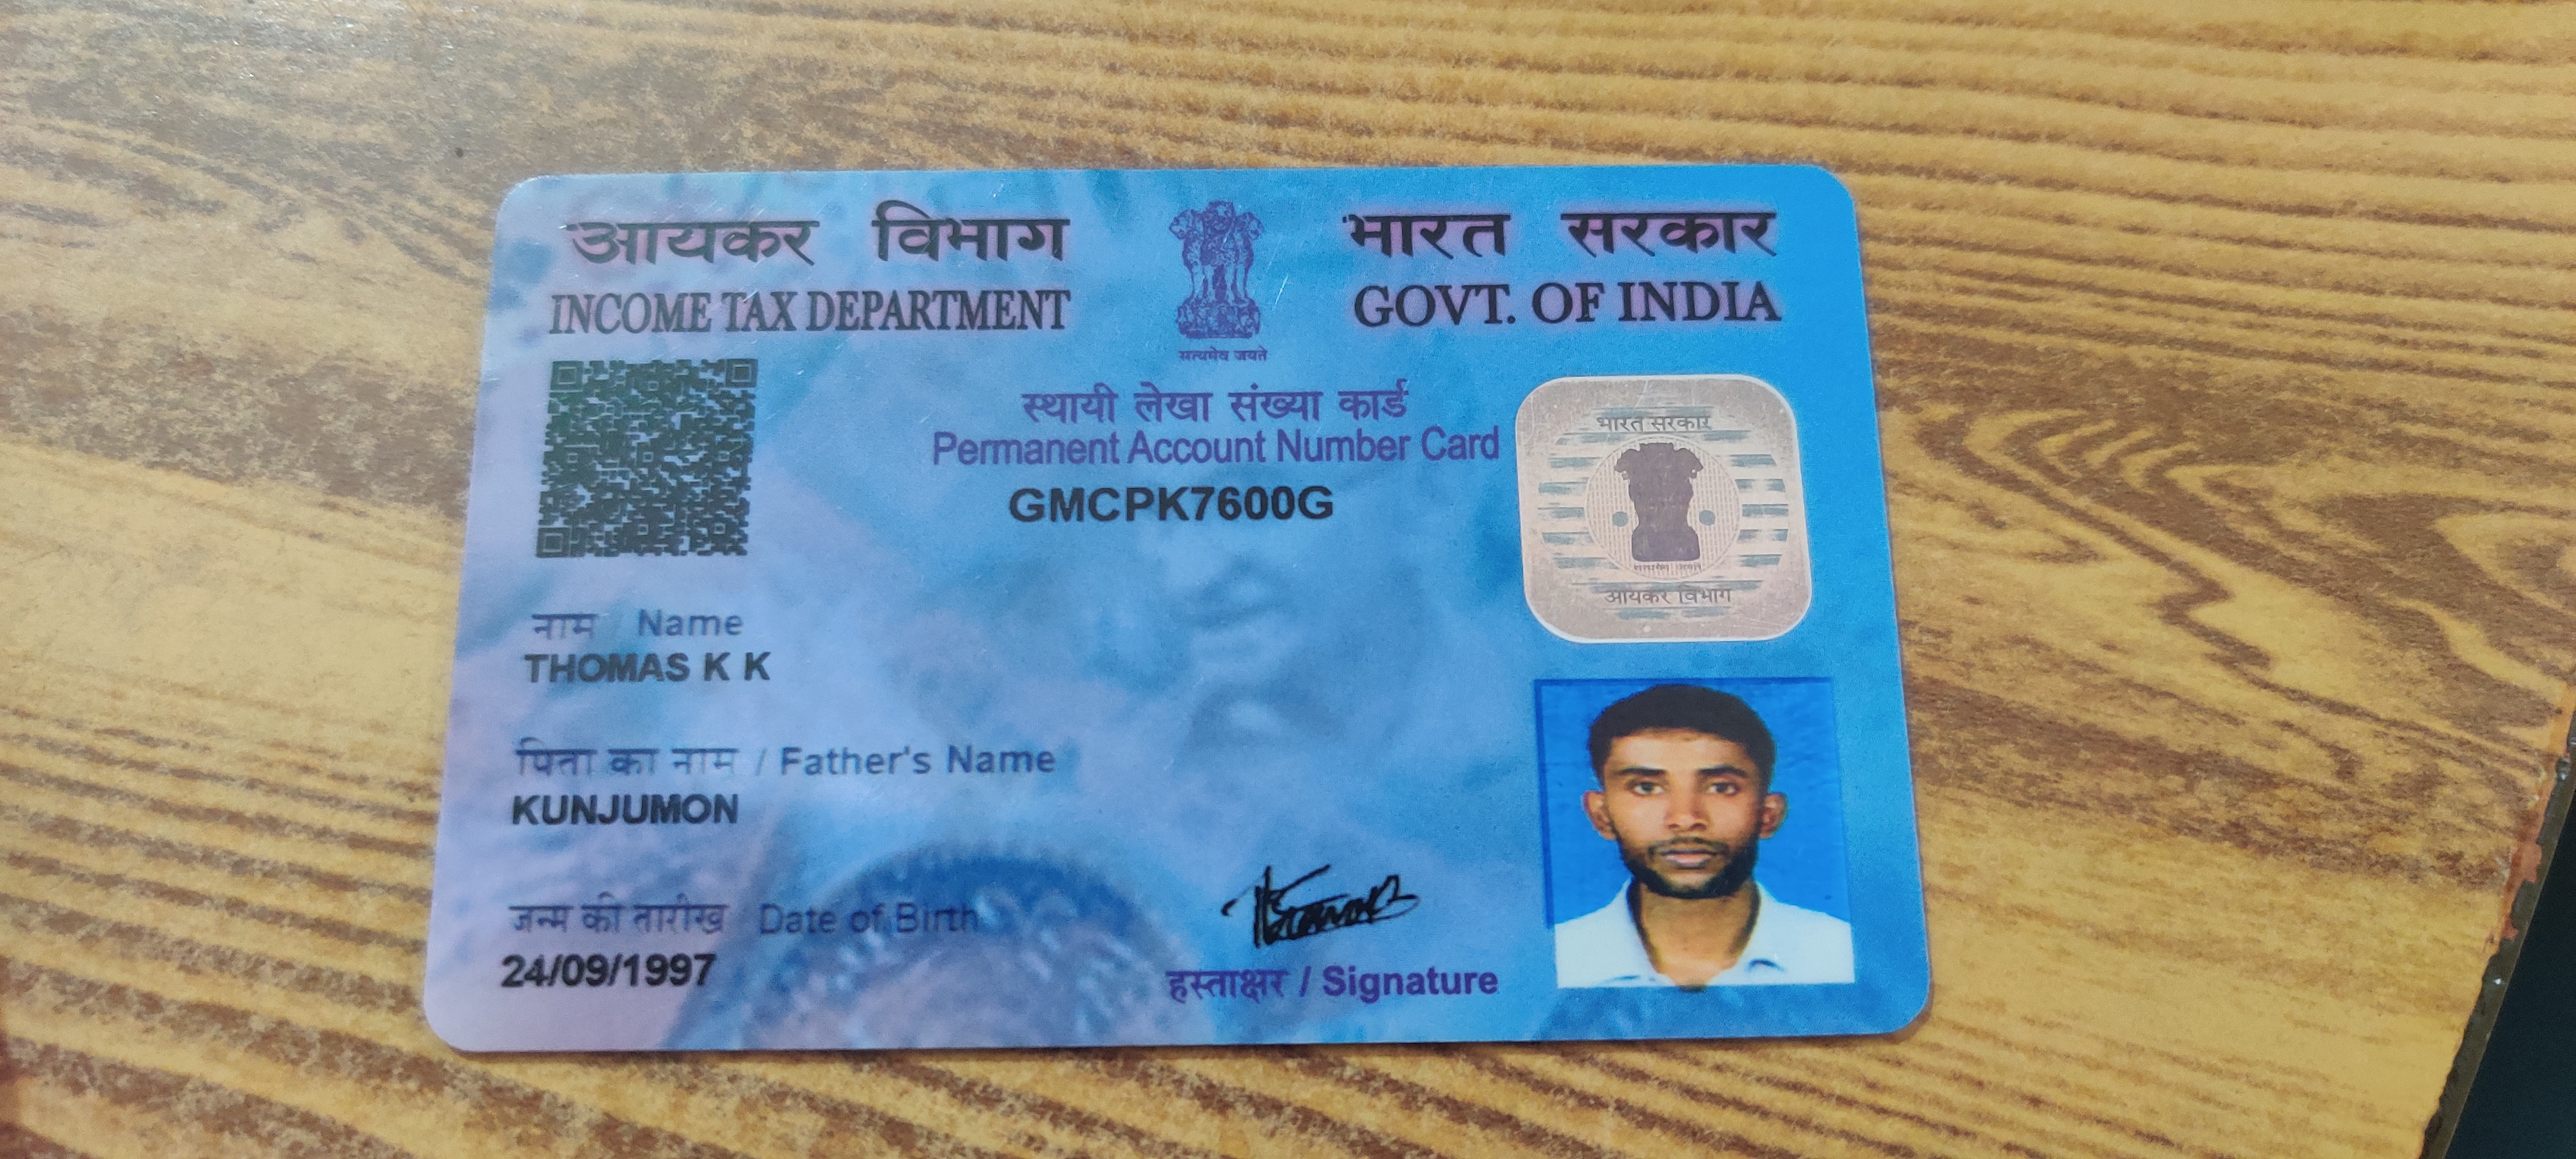 आयकर विभाग
INCOME TAX DEPARTMENT
सत्यमेव जयते
भारत सरकार
GOVT. OF INDIA
स्थायी लेखा संख्या कार्ड
Permanent Account Number Card
GMCPK7600G
भारत सरकार
आयकर विभाग
नाम / Name
THOMAS K K
पिता का नाम / Father's Name
KUNJUMON
जन्म की तारीख / Date of Birth
24/09/1997
हस्ताक्षर / Signature